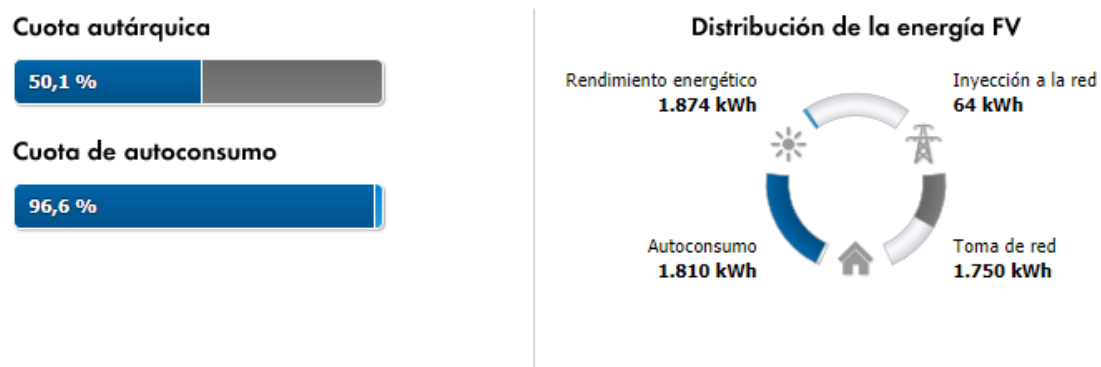 Cuota autárquica
50,1 %
Cuota de autoconsumo
96,6 %
Distribución de la energía FV
Rendimiento energético
1.874 kWh
Inyección a la red
64 kWh
Autoconsumo
1.810 kWh
Toma de red
1.750 kWh